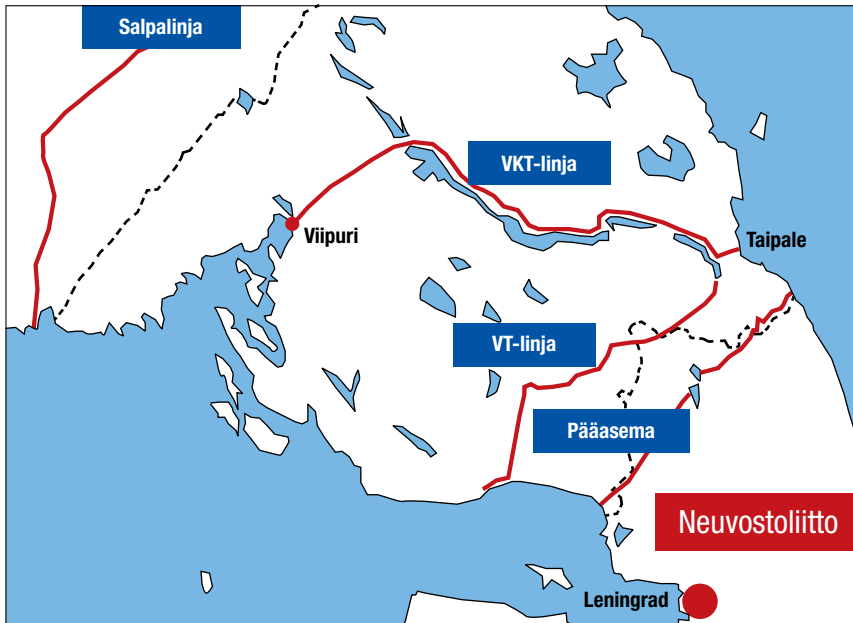 Salpalinja
VKT-linja
Viipuri
Taipale
VT-linja
Pääasema
Neuvostoliitto
Leningrad